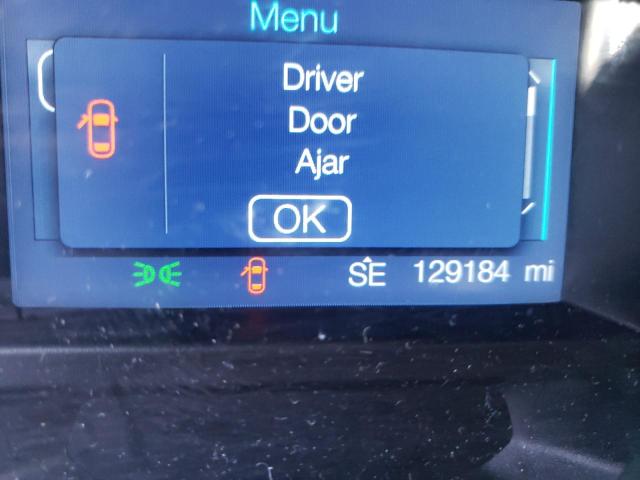 Menu
Driver
Door
Ajar
OK
SE 129184 mi